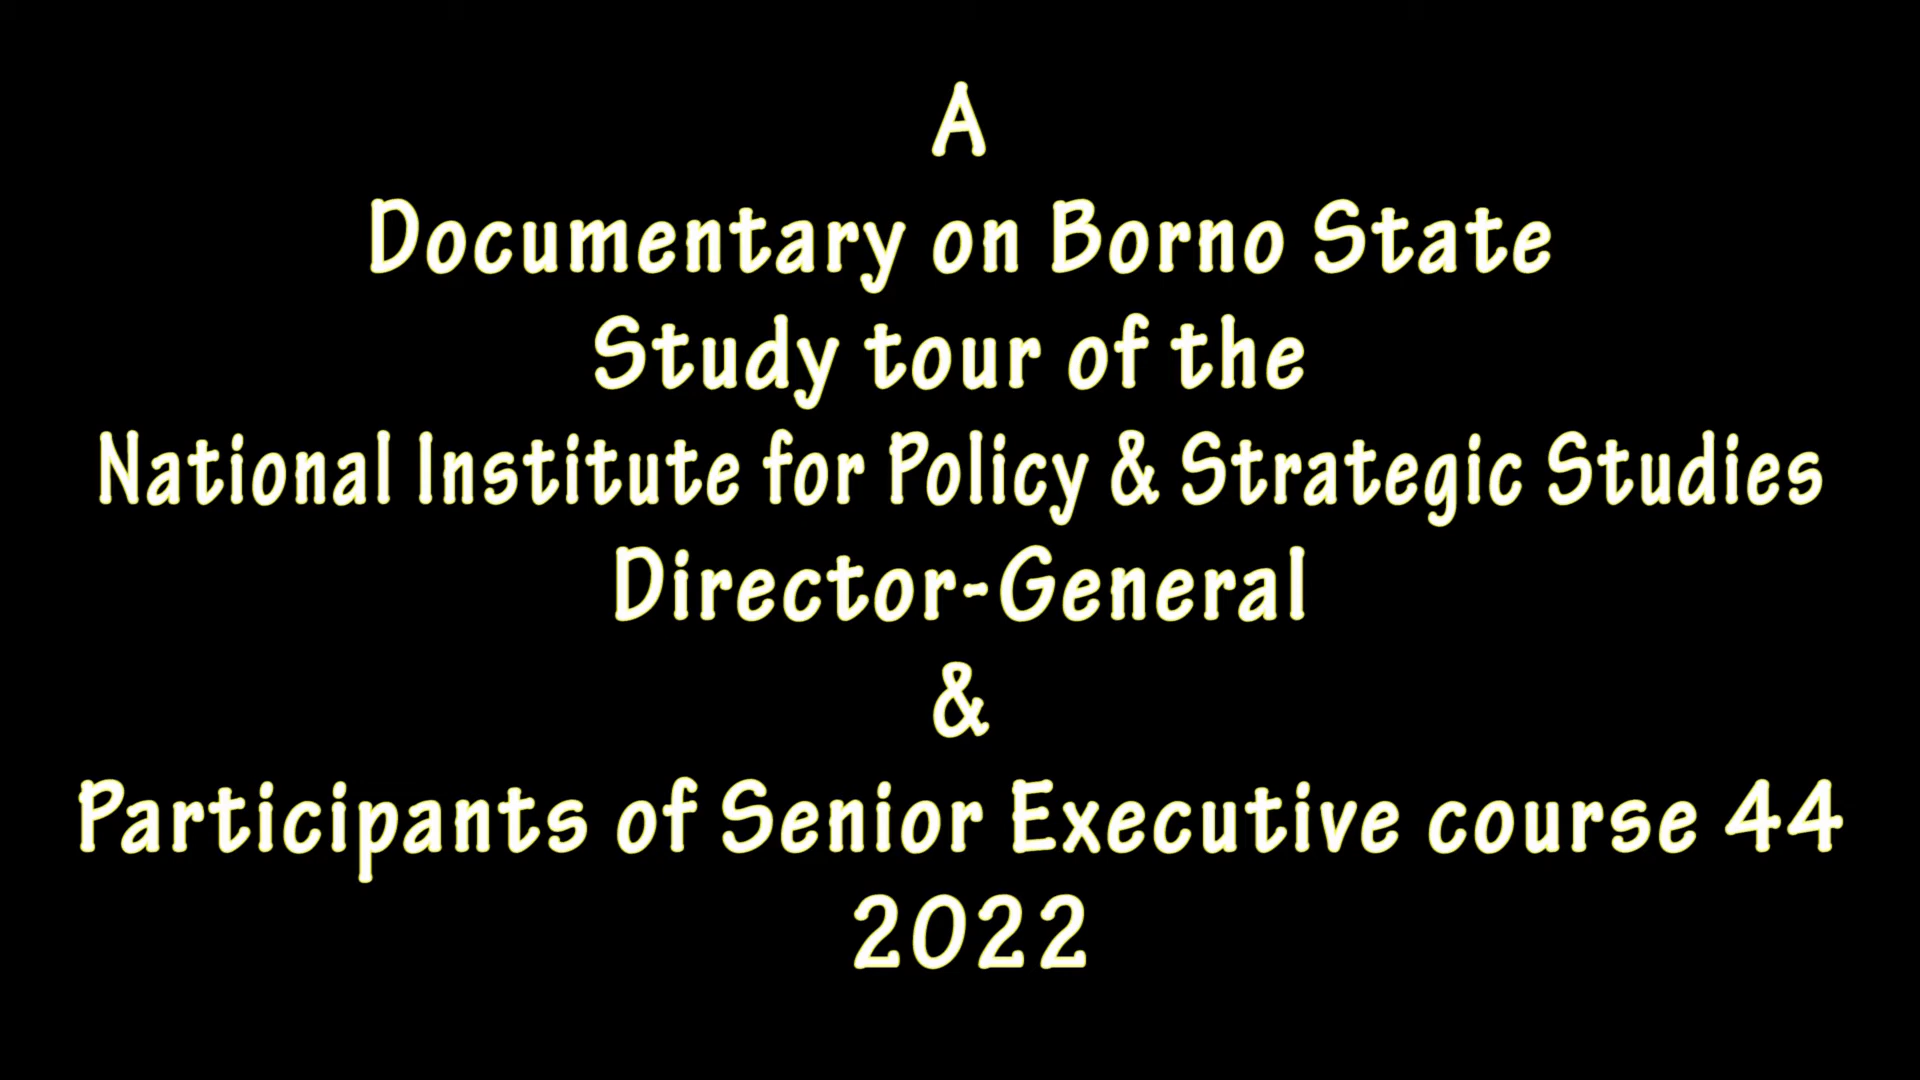 A
Documentary on Borno State
Study tour of the
National Institute for Policy & Strategic Studies
Director-General
&
Participants of Senior Executive course 44
2022